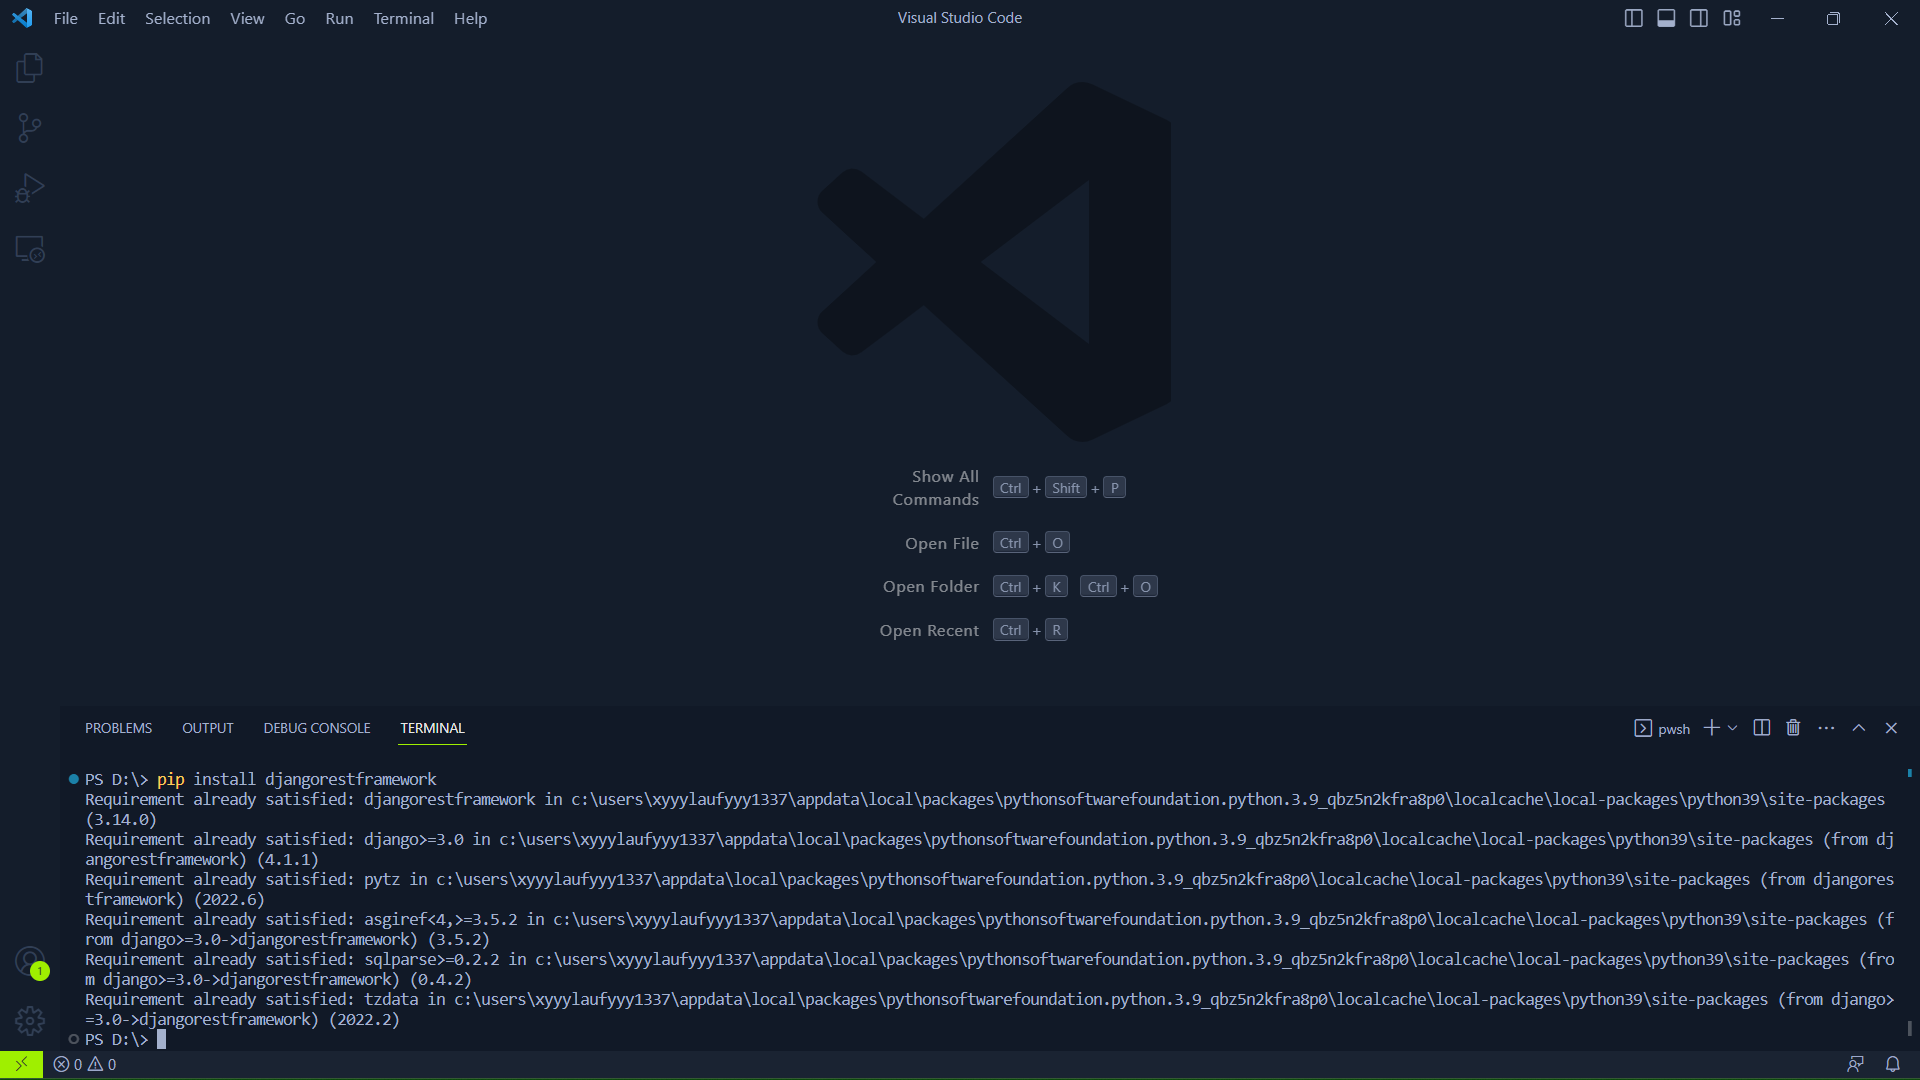 File Edit Selection View Go Run Terminal Help
Visual Studio Code
Show All
Commands
Ctrl + Shift + P
Open File Ctrl + O
Open Folder Ctrl + K Ctrl + O
Open Recent Ctrl + R
PROBLEMS OUTPUT DEBUG CONSOLE TERMINAL
pwsh
PS D:\> pip install djangorestframework
Requirement already satisfied: djangorestframework in c:\users\xyyylaufyyy1337\appdata\local\packages\pythonsoftwarefoundation.python.3.9_qbz5n2kfra8p0\localcache\local-packages\python39\site-packages
(3.14.0)
Requirement already satisfied: django>=3.0 in c:\users\xyyylaufyyy1337\appdata\local\packages\pythonsoftwarefoundation.python.3.9_qbz5n2kfra8p0\localcache\local-packages\python39\site-packages (from dj
angorestframework) (4.1.1)
Requirement already satisfied: pytz in c:\users\xyyylaufyyy1337\appdata\local\packages\pythonsoftwarefoundation.python.3.9_qbz5n2kfra8p0\localcache\local-packages\python39\site-packages (from djangores
tframework) (2022.6)
Requirement already satisfied: asgiref<4,>=3.5.2 in c:\users\xyyylaufyyy1337\appdata\local\packages\pythonsoftwarefoundation.python.3.9_qbz5n2kfra8p0\localcache\local-packages\python39\site-packages (f
rom django>=3.0->djangorestframework) (3.5.2)
Requirement already satisfied: sqlparse>=0.2.2 in c:\users\xyyylaufyyy1337\appdata\local\packages\pythonsoftwarefoundation.python.3.9_qbz5n2kfra8p0\localcache\local-packages\python39\site-packages (fro
m django>=3.0->djangorestframework) (0.4.2)
Requirement already satisfied: tzdata in c:\users\xyyylaufyyy1337\appdata\local\packages\pythonsoftwarefoundation.python.3.9_qbz5n2kfra8p0\localcache\local-packages\python39\site-packages (from django>
=3.0->djangorestframework) (2022.2)
PS D:\>
1
0 0